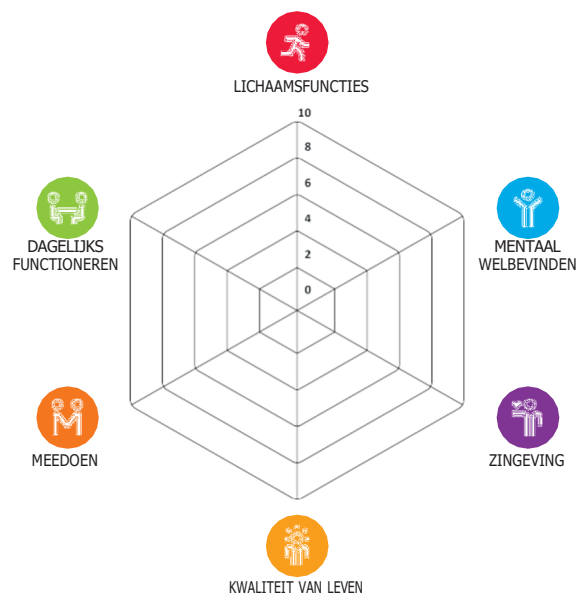 LICHAAMSFUNCTIES
10
8
6
4
2
0
DAGELIJKS
FUNCTIONEREN
MENTAAL
WELBEVINDEN
MEEDOEN
ZINGEVING
KWALITEIT VAN LEVEN